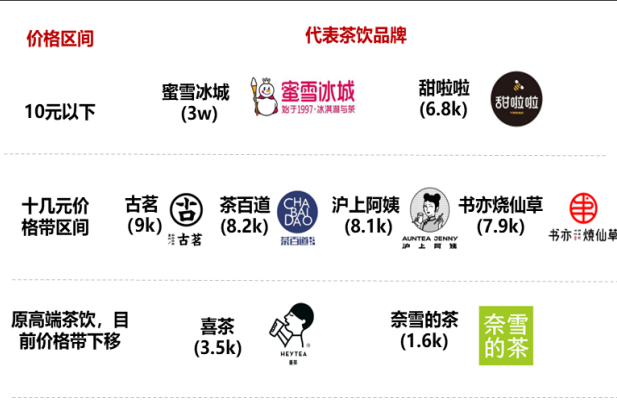 价格区间
代表茶饮品牌
10元以下
蜜雪冰城
(3w)
蜜雪冰城
始于1997·冰淇淋与茶
甜啦啦
(6.8k)
甜啦啦
十几元价
格带区间
古茗
(9k)
古茗
茶百道
(8.2k)
CHA
BAI
DAO
茶百道
沪上阿姨
(8.1k)
AUNTEA JENNY
沪上阿姨
书亦烧仙草
(7.9k)
书亦燒仙草
原高端茶饮，目
前价格带下移
喜茶
(3.5k)
HEYTEA
喜茶
奈雪的茶
(1.6k)
奈雪
的茶